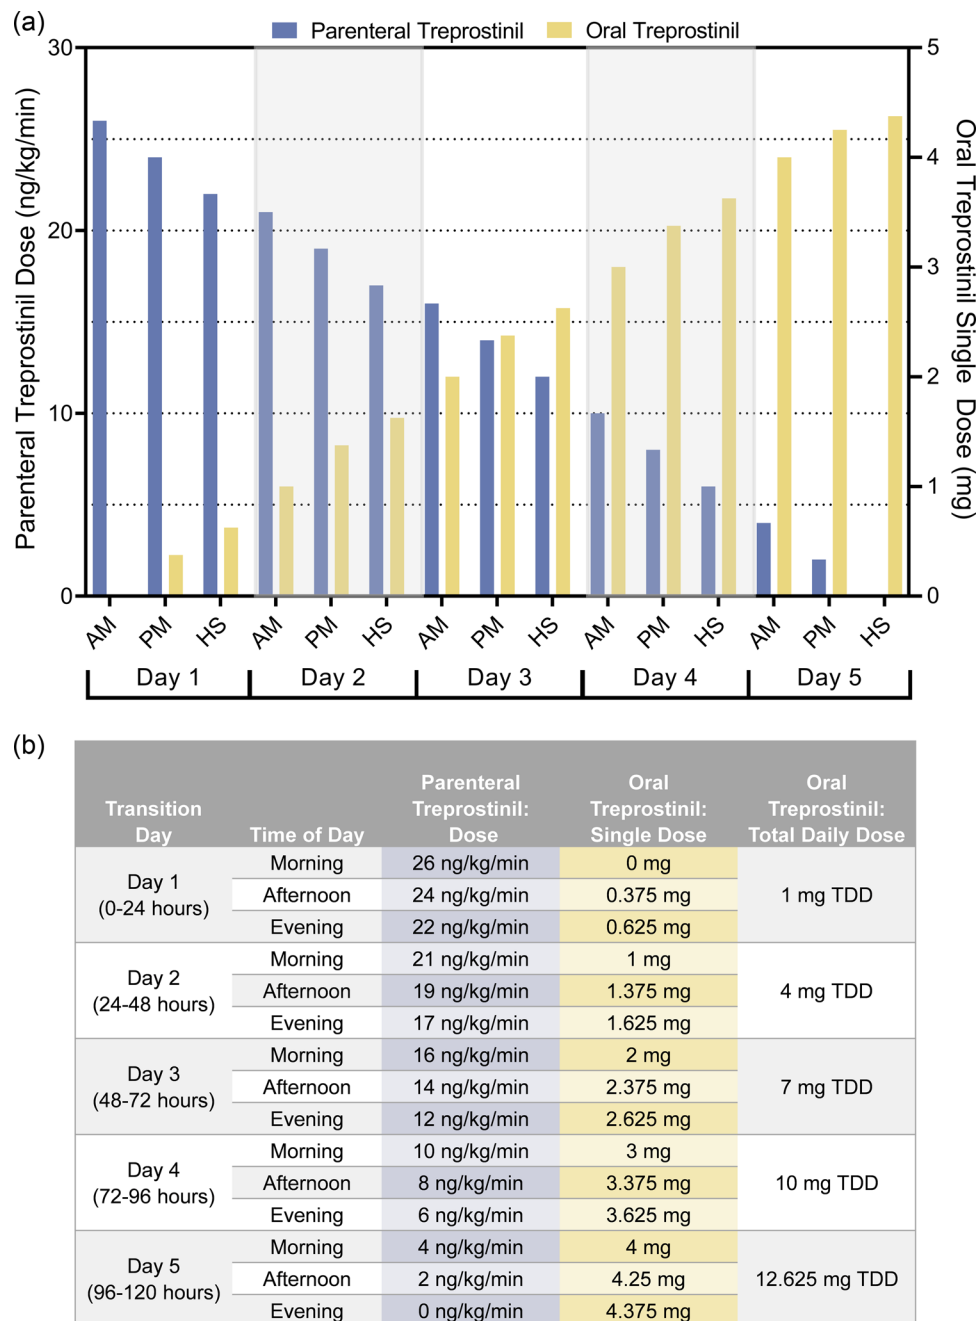 (a)
Parenteral Treprostinil Oral Treprostinil
Parenteral Treprostinil Dose (ng/kg/min)
30
20
10
0
Oral Treprostinil Single Dose (mg)
5
4
3
2
1
0
AM PM HS AM PM HS AM PM HS AM PM HS AM PM HS
Day 1 Day 2 Day 3 Day 4 Day 5
(b)
Transition Day Time of Day Parenteral Treprostinil: Dose Oral Treprostinil: Single Dose Oral Treprostinil: Total Daily Dose
Day 1 (0-24 hours) 1 mg TDD
Morning 26 ng/kg/min 0 mg
Afternoon 24 ng/kg/min 0.375 mg
Evening 22 ng/kg/min 0.625 mg
Day 2 (24-48 hours) 4 mg TDD
Morning 21 ng/kg/min 1 mg
Afternoon 19 ng/kg/min 1.375 mg
Evening 17 ng/kg/min 1.625 mg
Day 3 (48-72 hours) 7 mg TDD
Morning 16 ng/kg/min 2 mg
Afternoon 14 ng/kg/min 2.375 mg
Evening 12 ng/kg/min 2.625 mg
Day 4 (72-96 hours) 10 mg TDD
Morning 10 ng/kg/min 3 mg
Afternoon 8 ng/kg/min 3.375 mg
Evening 6 ng/kg/min 3.625 mg
Day 5 (96-120 hours) 12.625 mg TDD
Morning 4 ng/kg/min 4 mg
Afternoon 2 ng/kg/min 4.25 mg
Evening 0 ng/kg/min 4.375 mg